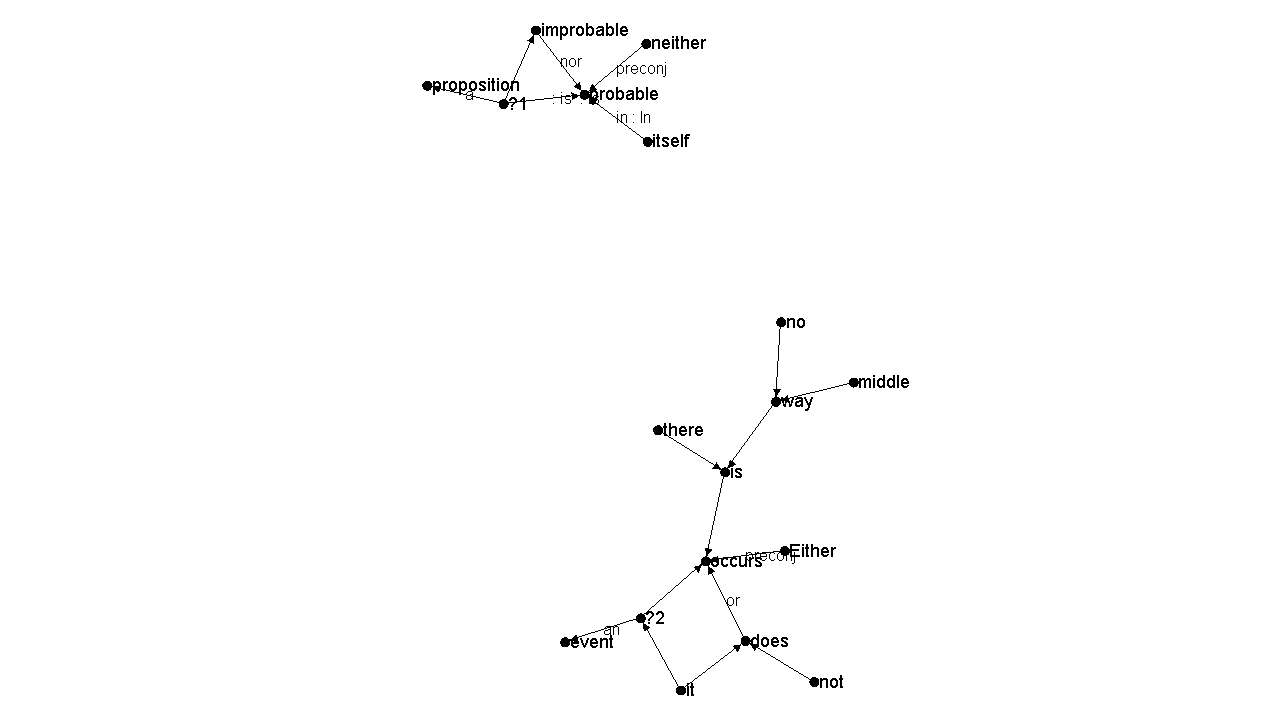 improbable
neither
nor
preconj
proposition
a
?1
: is :
probable
in : In
itself
no
middle
way
there
is
Either
preconj
occurs
or
?2
an
event
does
it
not